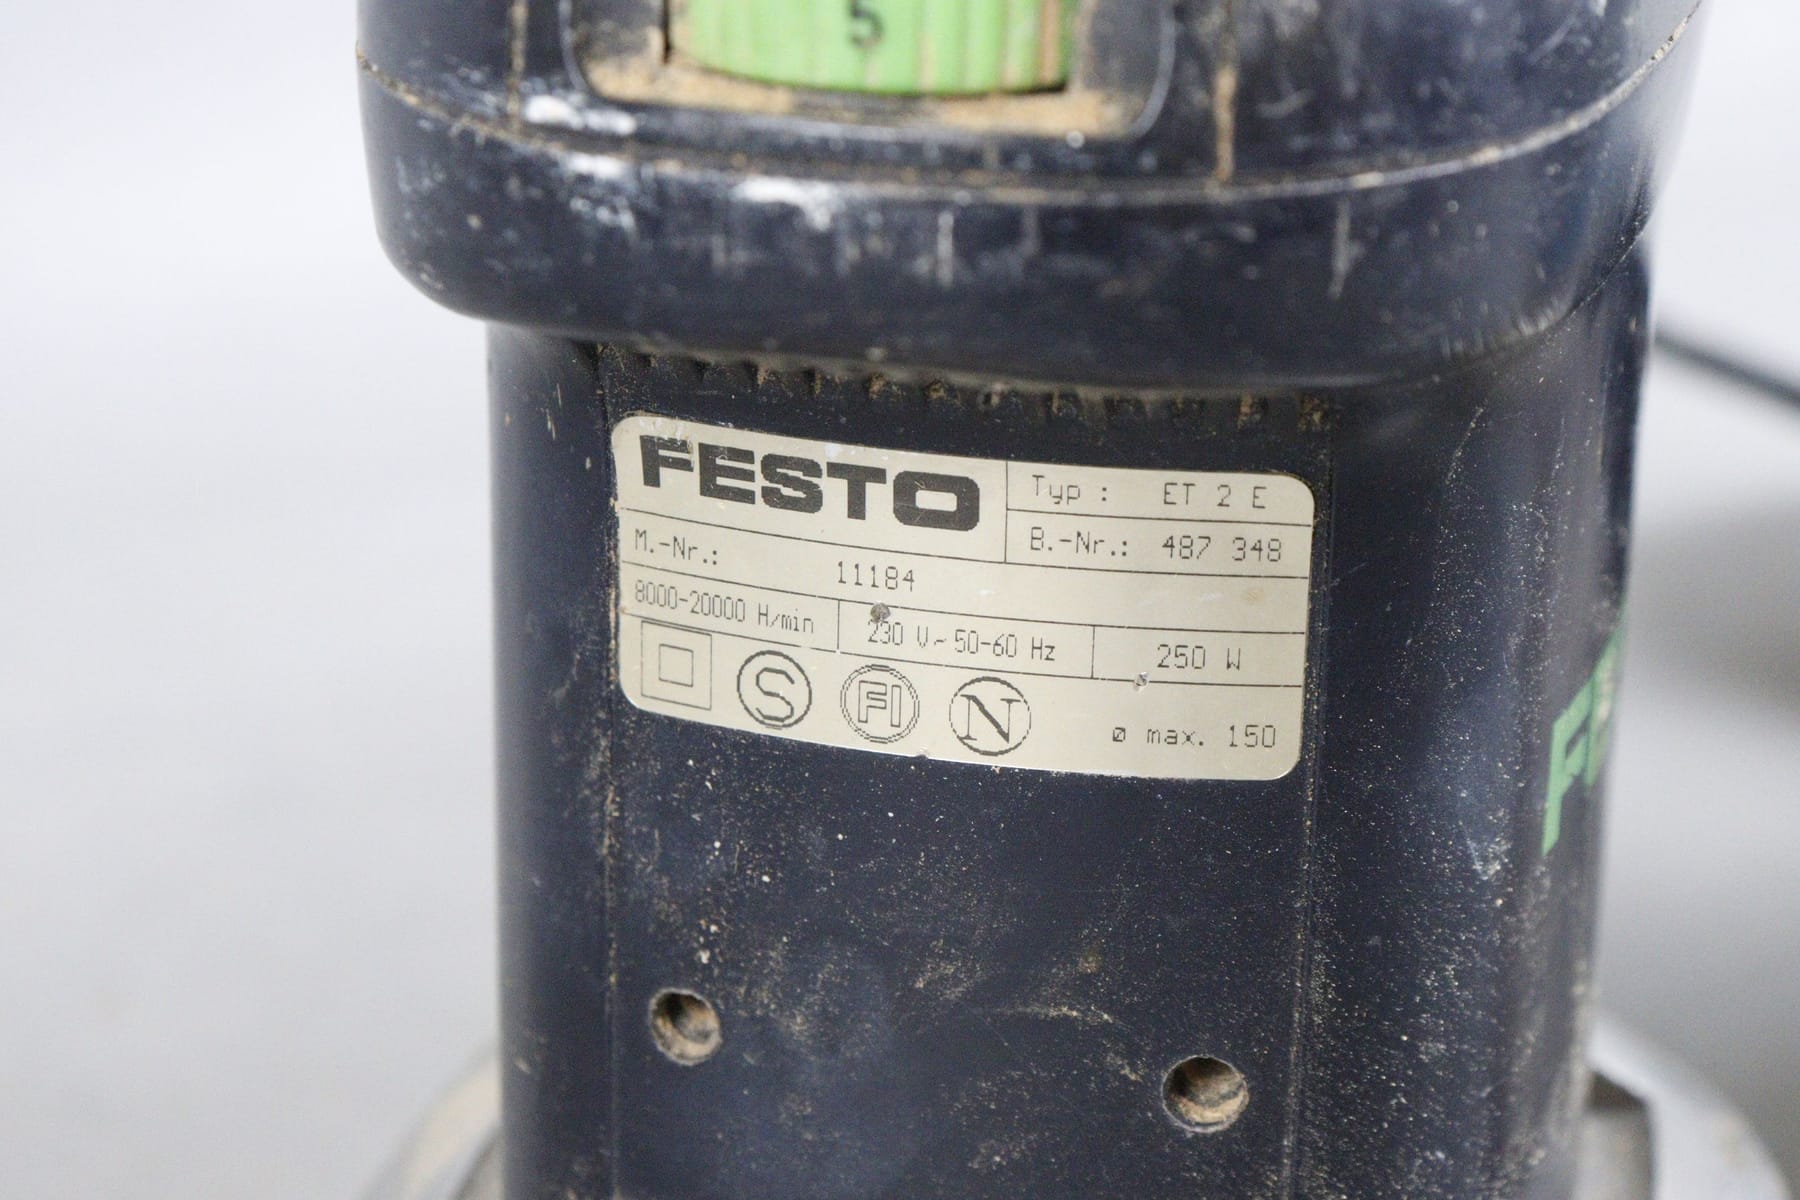 5
FESTO
Typ : ET 2 E
B.-Nr.: 487 348
M.-Nr.: 11184
8000-20000 H/min
230 V~ 50-60 Hz
250 W
S
FI
N
ø max. 150